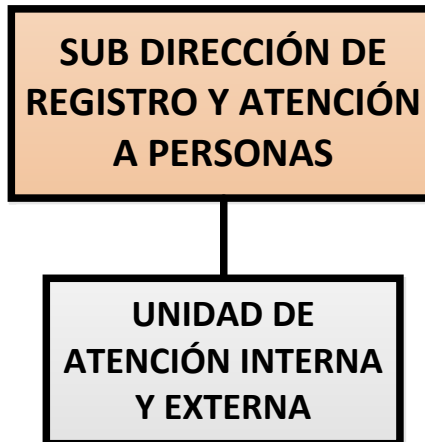 SUB DIRECCIÓN DE
REGISTRO Y ATENCIÓN
A PERSONAS
UNIDAD DE
ATENCIÓN INTERNA
Y EXTERNA